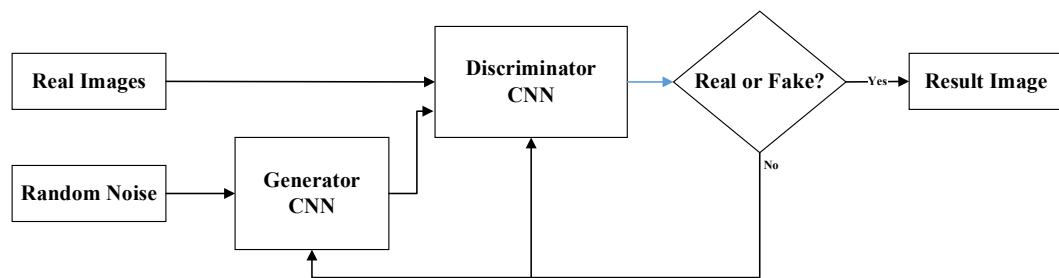 Real Images
Discriminator
CNN
Real or Fake?
Yes
Result Image
No
Random Noise
Generator
CNN